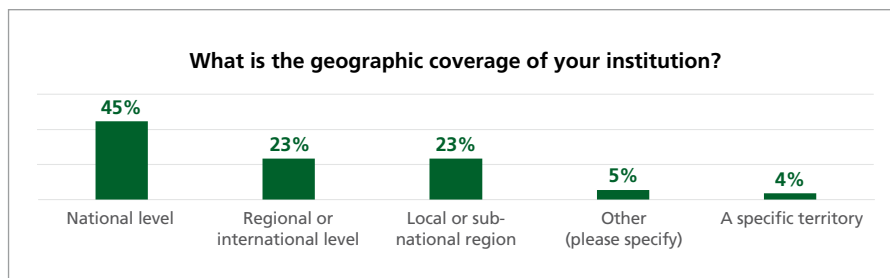 What is the geographic coverage of your institution?
45%
23%
23%
5%
4%
National level
Regional or
international level
Local or sub-
national region
Other
(please specify)
A specific territory